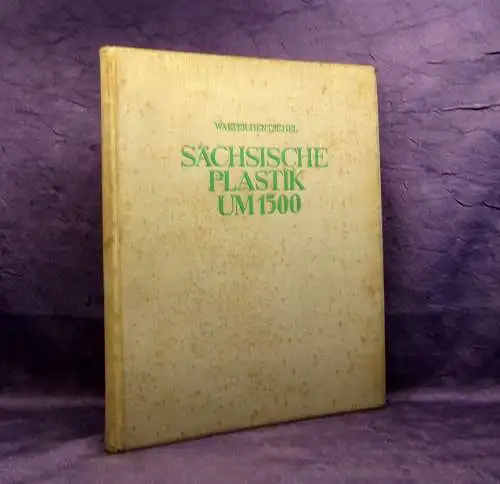 WALTER HENTSCHEL
SÄCHSISCHE
PLASTIK
UM 1500